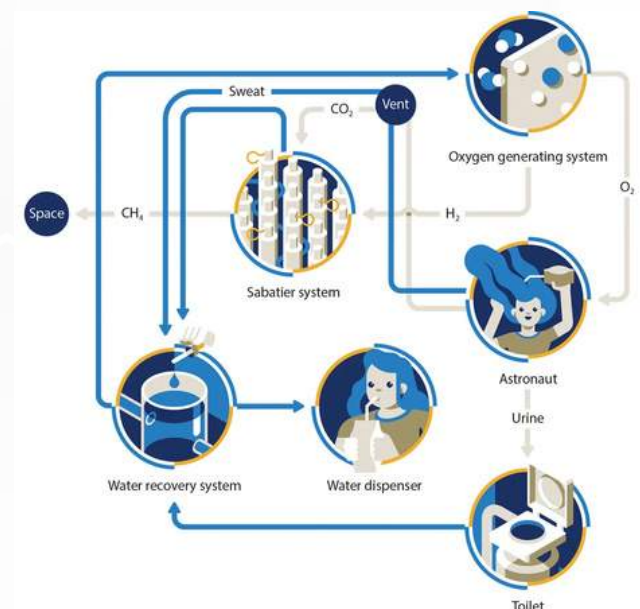 Sweat
Vent
CO₂
Oxygen generating system
O₂
Space
CH₄
H₂
Sabatier system
Astronaut
Urine
Water recovery system
Water dispenser
Toilet